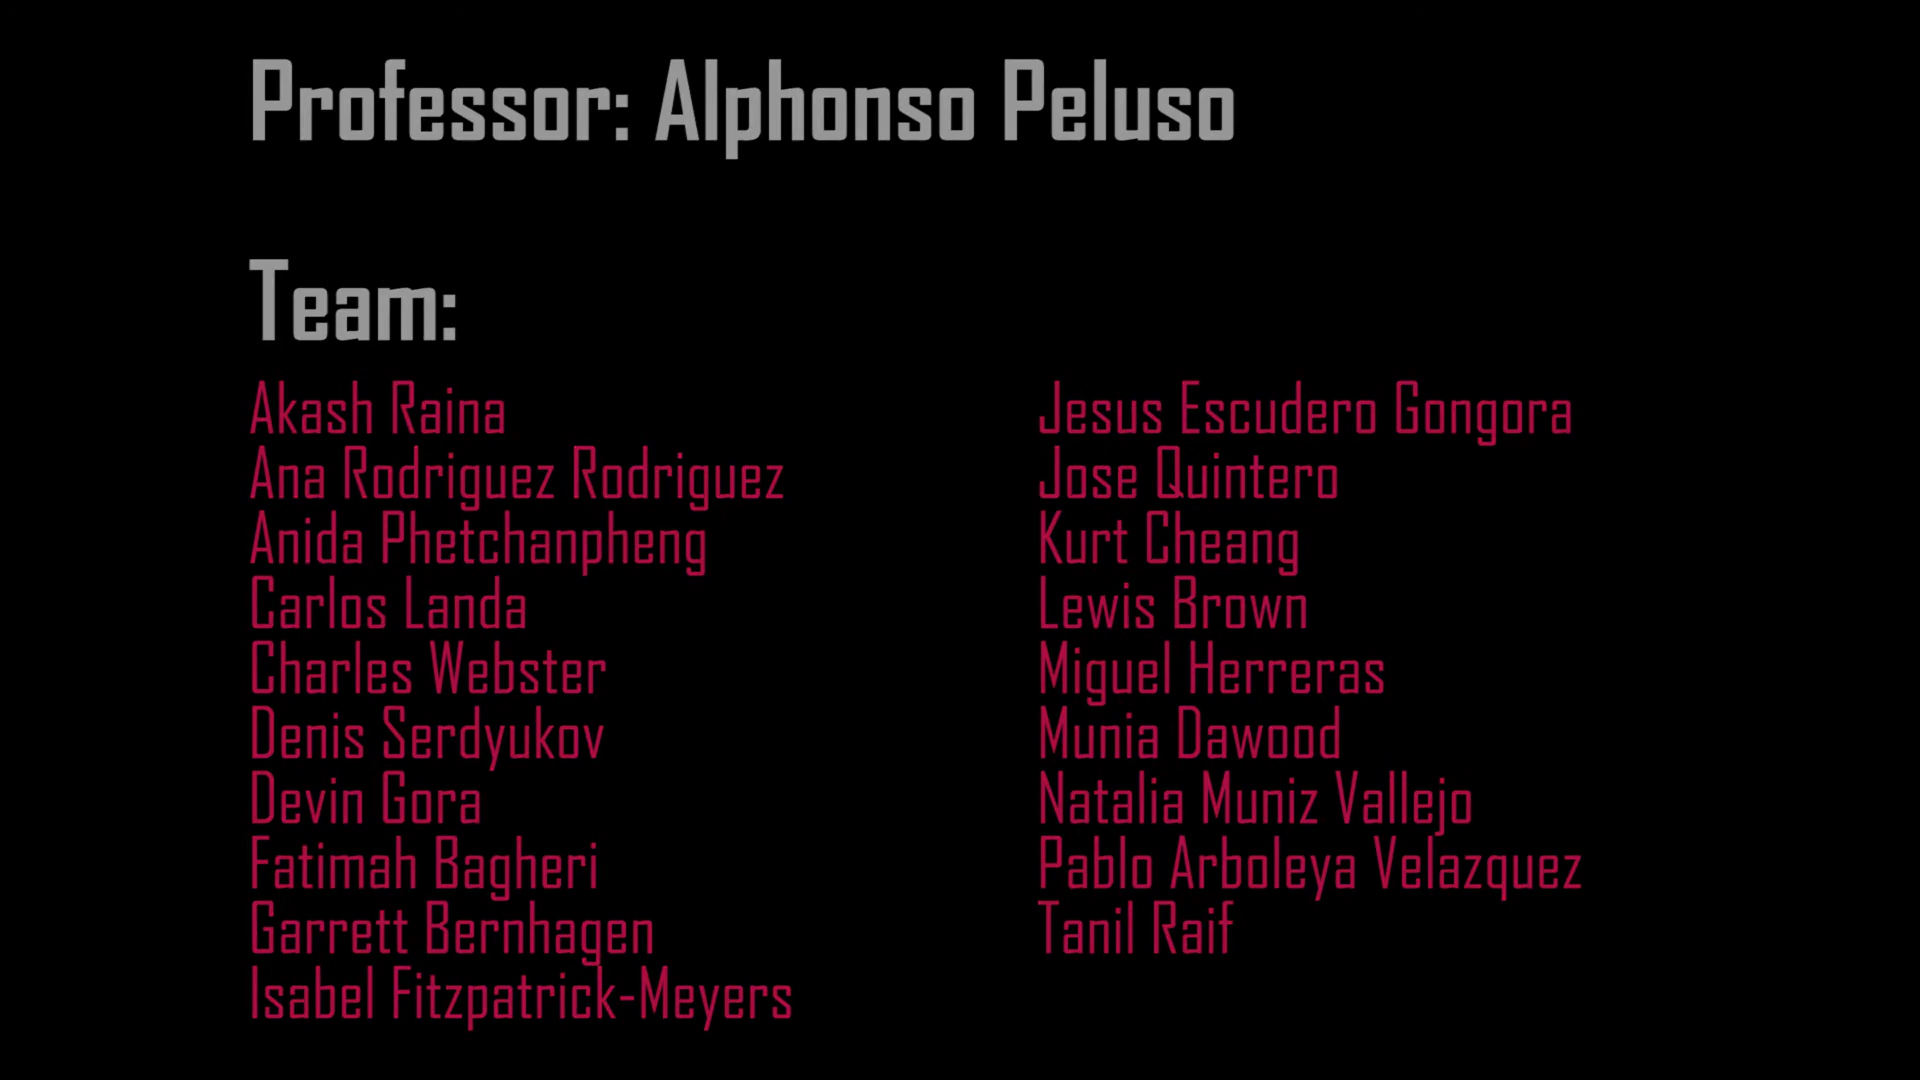 Professor: Alphonso Peluso
Team:
Akash Raina
Ana Rodriguez Rodriguez
Anida Phetchanpheng
Carlos Landa
Charles Webster
Denis Serdyukov
Devin Gora
Fatimah Bagheri
Garrett Bernhagen
Isabel Fitzpatrick-Meyers
Jesus Escudero Gongora
Jose Quintero
Kurt Cheang
Lewis Brown
Miguel Herreras
Munia Dawood
Natalia Muniz Vallejo
Pablo Arboleya Velazquez
Tanil Raif